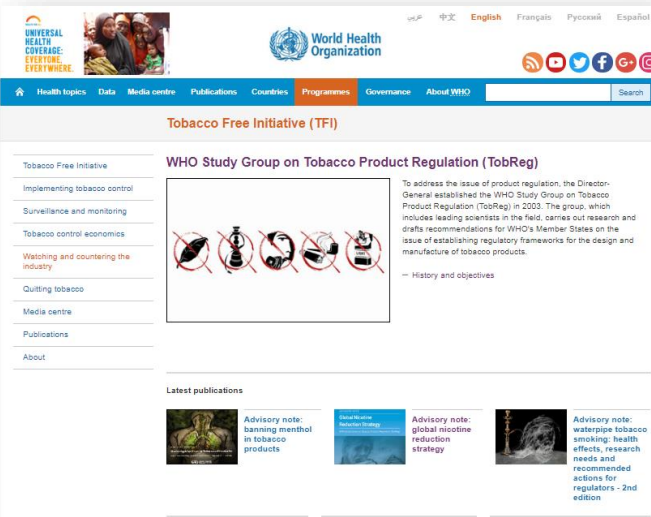 عربي 中文 English Français Русский Español
UNIVERSAL
HEALTH
COVERAGE:
EVERYONE,
EVERYWHERE.
World Health
Organization
Health topics Data Media centre Publications Countries Programmes Governance About WHO Search
Tobacco Free Initiative (TFI)
Tobacco Free Initiative
Implementing tobacco control
Surveillance and monitoring
Tobacco control economics
Watching and countering the
industry
Quitting tobacco
Media centre
Publications
About
WHO Study Group on Tobacco Product Regulation (TobReg)
To address the issue of product regulation, the Director-
General established the WHO Study Group on Tobacco
Product Regulation (TobReg) in 2003. The group, which
includes leading scientists in the field, carries out research and
drafts recommendations for WHO's Member States on the
issue of establishing regulatory frameworks for the design and
manufacture of tobacco products.
– History and objectives
Latest publications
Advisory note:
banning menthol
in tobacco
products
Global Nicotine
Reduction Strategy
Advisory note:
global nicotine
reduction
strategy
Advisory note:
waterpipe tobacco
smoking: health
effects, research
needs and
recommended
actions for
regulators - 2nd
edition